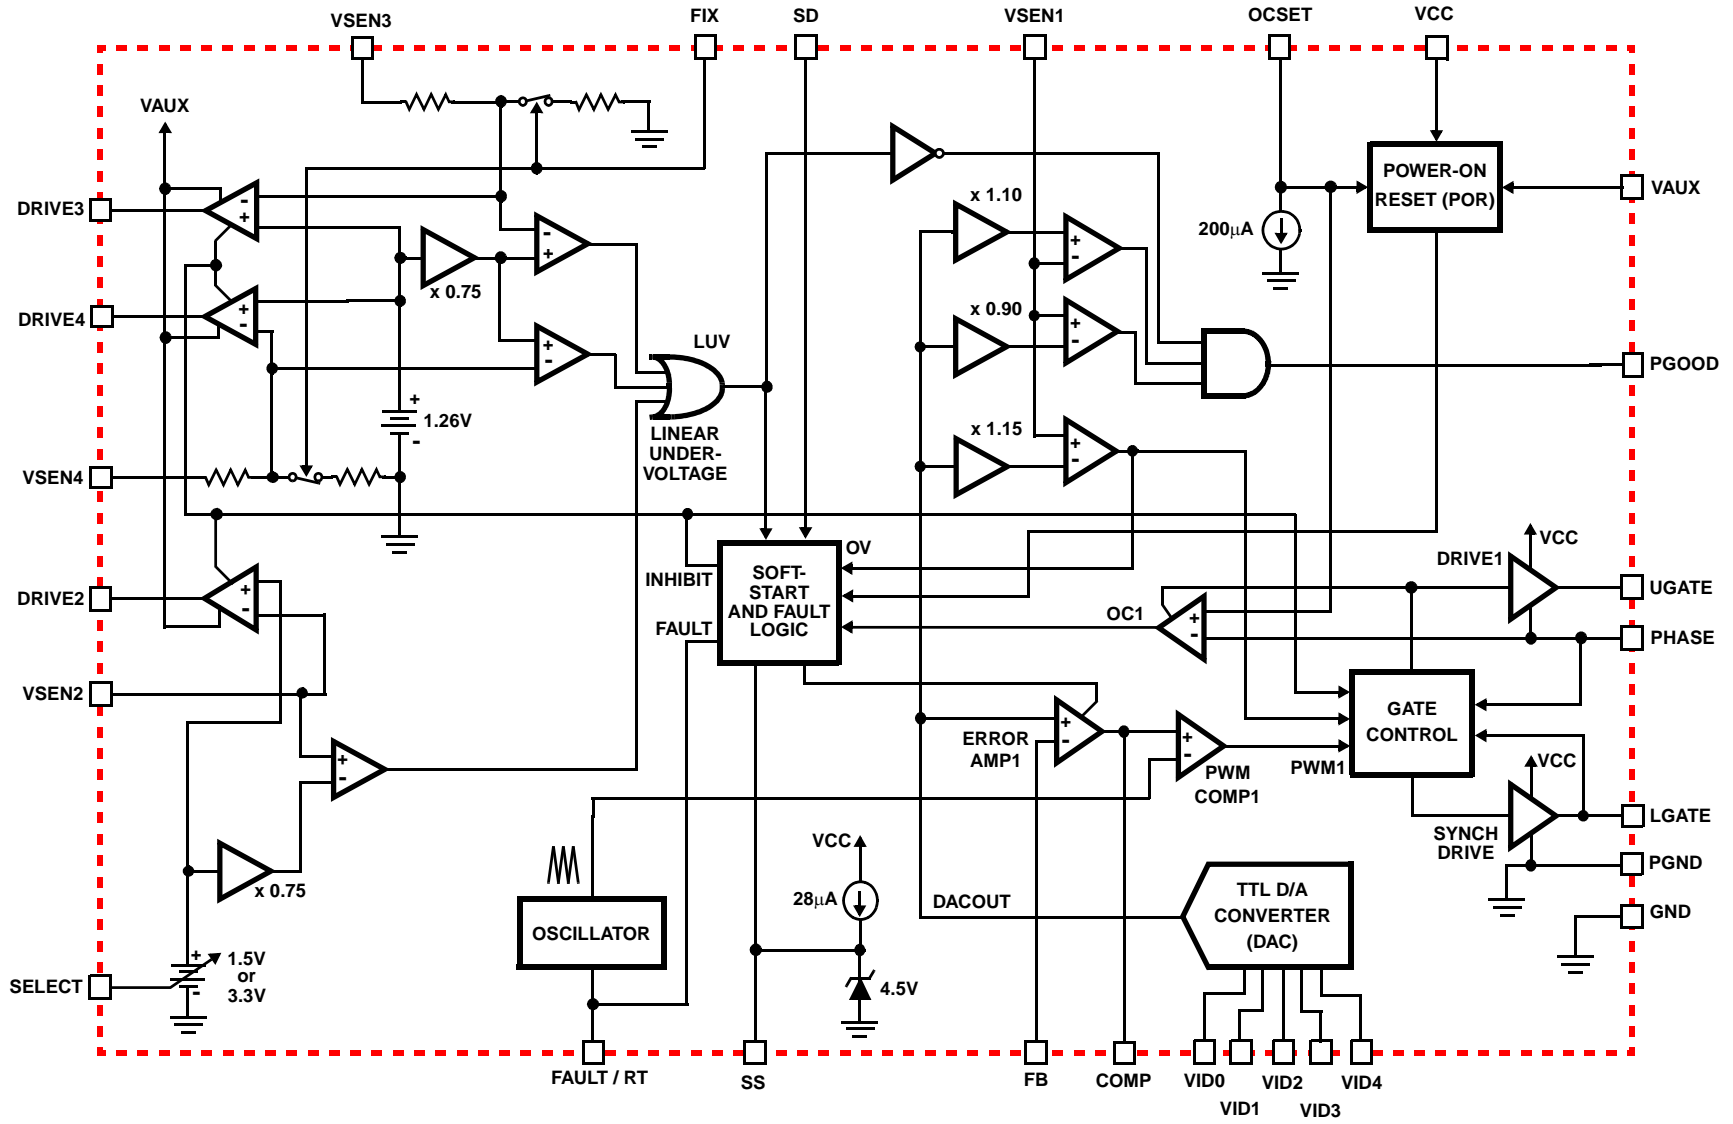 VSEN3
FIX
SD
VSEN1
OCSET
VCC
VAUX
POWER-ON
RESET (POR)
VAUX
DRIVE3
-
+
x 1.10
200µA
+
-
-
+
x 0.75
+
-
DRIVE4
+
-
x 0.90
+
-
+
-
LUV
PGOOD
+
1.26V
-
x 1.15
+
-
LINEAR
UNDER-
VOLTAGE
VSEN4
VCC
OV
DRIVE1
INHIBIT
SOFT-
START
AND FAULT
LOGIC
DRIVE2
+
-
UGATE
OC1
+
-
FAULT
PHASE
VSEN2
GATE
CONTROL
+
-
ERROR
AMP1
+
-
PWM
COMP1
PWM1
+
-
VCC
LGATE
SYNCH
DRIVE
VCC
PGND
x 0.75
TTL D/A
CONVERTER
(DAC)
28µA
DACOUT
GND
OSCILLATOR
SELECT
+
-
1.5V
or
3.3V
4.5V
FAULT / RT
SS
FB
COMP
VID0
VID1
VID2
VID3
VID4